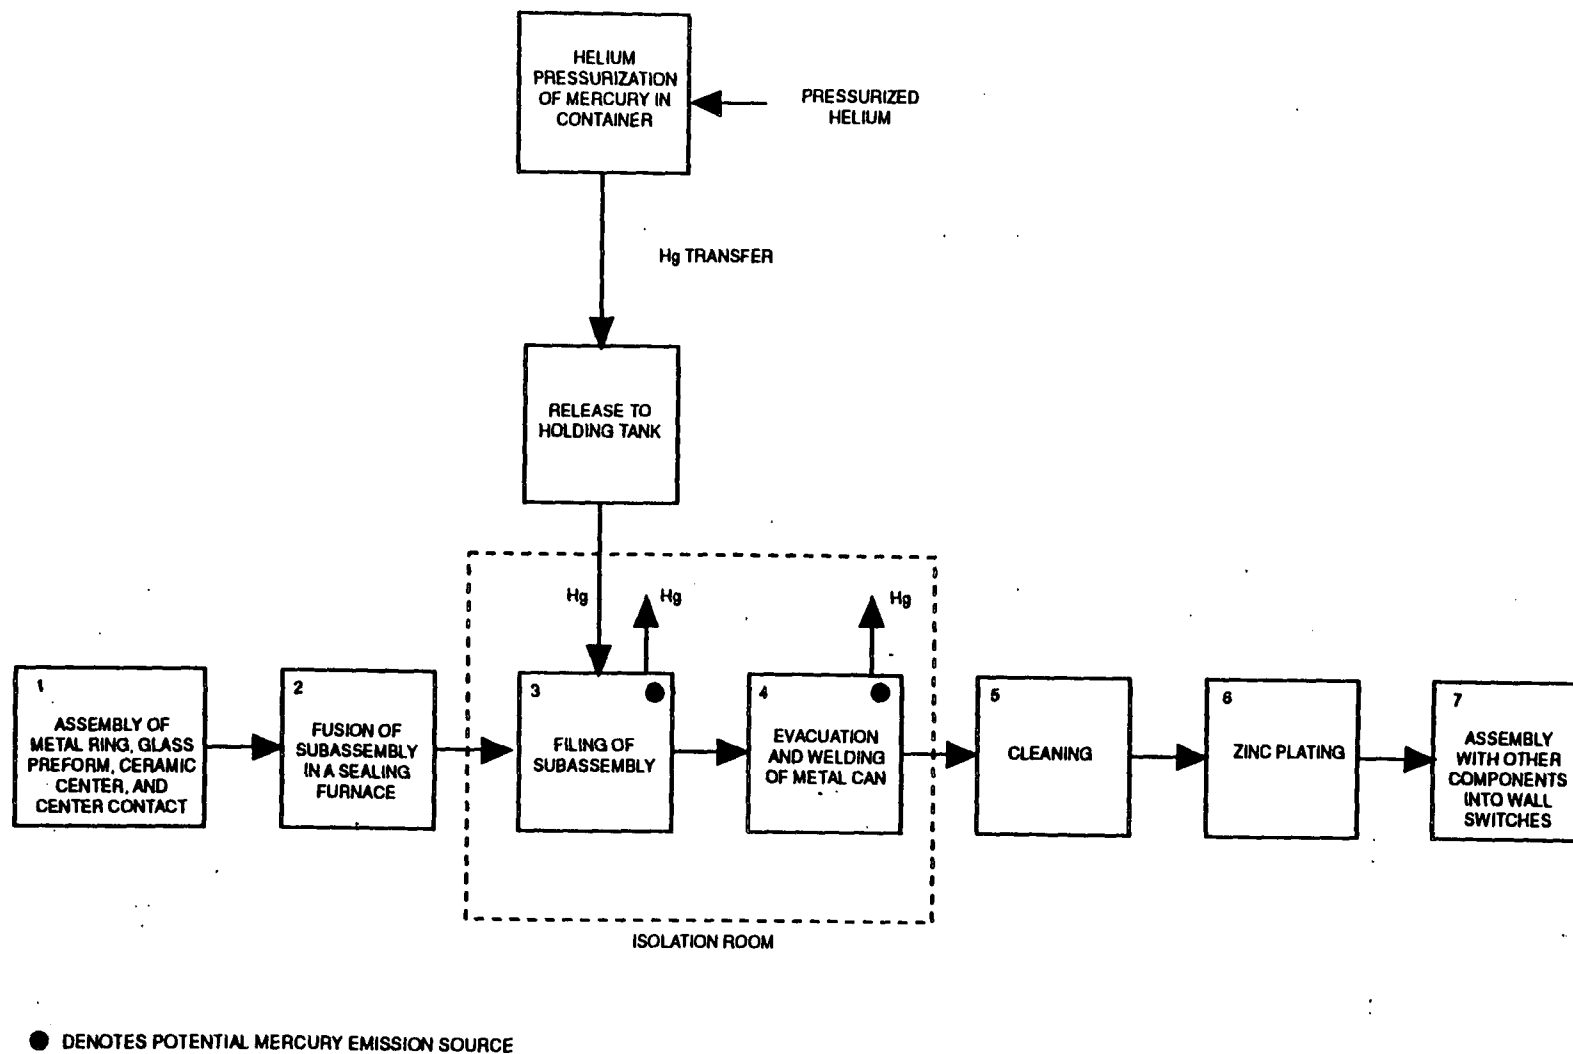 HELIUM
PRESSURIZATION
OF MERCURY IN
CONTAINER
PRESSURIZED
HELIUM
Hg TRANSFER
RELEASE TO
HOLDING TANK
Hg
Hg
Hg
1
ASSEMBLY OF
METAL RING, GLASS
PREFORM, CERAMIC
CENTER, AND
CENTER CONTACT
2
FUSION OF
SUBASSEMBLY
IN A SEALING
FURNACE
3
FILING OF
SUBASSEMBLY
4
EVACUATION
AND WELDING
OF METAL CAN
5
CLEANING
6
ZINC PLATING
7
ASSEMBLY
WITH OTHER
COMPONENTS
INTO WALL
SWITCHES
ISOLATION ROOM
DENOTES POTENTIAL MERCURY EMISSION SOURCE